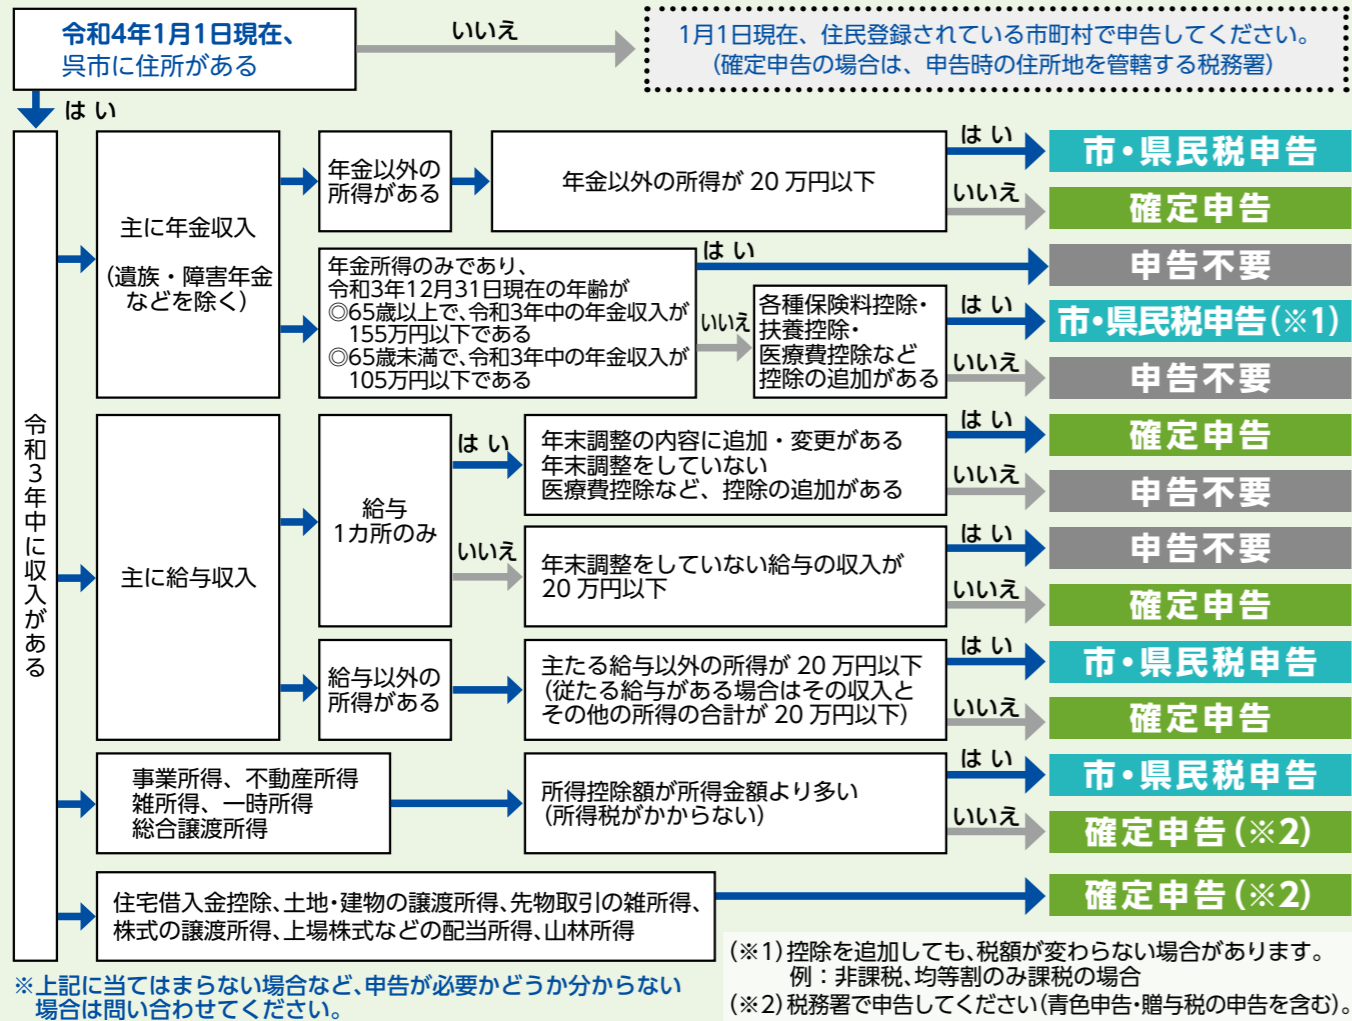 令和4年1月1日現在、
呉市に住所がある
いいえ
1月1日現在、住民登録されている市町村で申告してください。
(確定申告の場合は、申告時の住所地を管轄する税務署)
はい
令和3年中に収入がある
主に年金収入
(遺族・障害年金
などを除く)
年金以外の
所得がある
年金以外の所得が 20 万円以下
はい
市・県民税申告
いいえ
確定申告
年金所得のみであり、
令和3年12月31日現在の年齢が
◎65歳以上で、令和3年中の年金収入が
155万円以下である
◎65歳未満で、令和3年中の年金収入が
105万円以下である
はい
申告不要
いいえ
各種保険料控除・
扶養控除・
医療費控除など
控除の追加がある
はい
市・県民税申告(※1)
いいえ
申告不要
主に給与収入
給与
1カ所のみ
はい
年末調整の内容に追加・変更がある
年末調整をしていない
医療費控除など、控除の追加がある
はい
確定申告
いいえ
申告不要
いいえ
年末調整をしていない給与の収入が
20 万円以下
はい
申告不要
いいえ
確定申告
給与以外の
所得がある
主たる給与以外の所得が 20 万円以下
(従たる給与がある場合はその収入と
その他の所得の合計が 20 万円以下)
はい
市・県民税申告
いいえ
確定申告
事業所得、不動産所得
雑所得、一時所得
総合譲渡所得
所得控除額が所得金額より多い
(所得税がかからない)
はい
市・県民税申告
いいえ
確定申告(※2)
住宅借入金控除、土地・建物の譲渡所得、先物取引の雑所得、
株式の譲渡所得、上場株式などの配当所得、山林所得
確定申告(※2)
※上記に当てはまらない場合など、申告が必要かどうか分からない
場合は問い合わせてください。
(※1)控除を追加しても、税額が変わらない場合があります。
例:非課税、均等割のみ課税の場合
(※2)税務署で申告してください(青色申告・贈与税の申告を含む)。